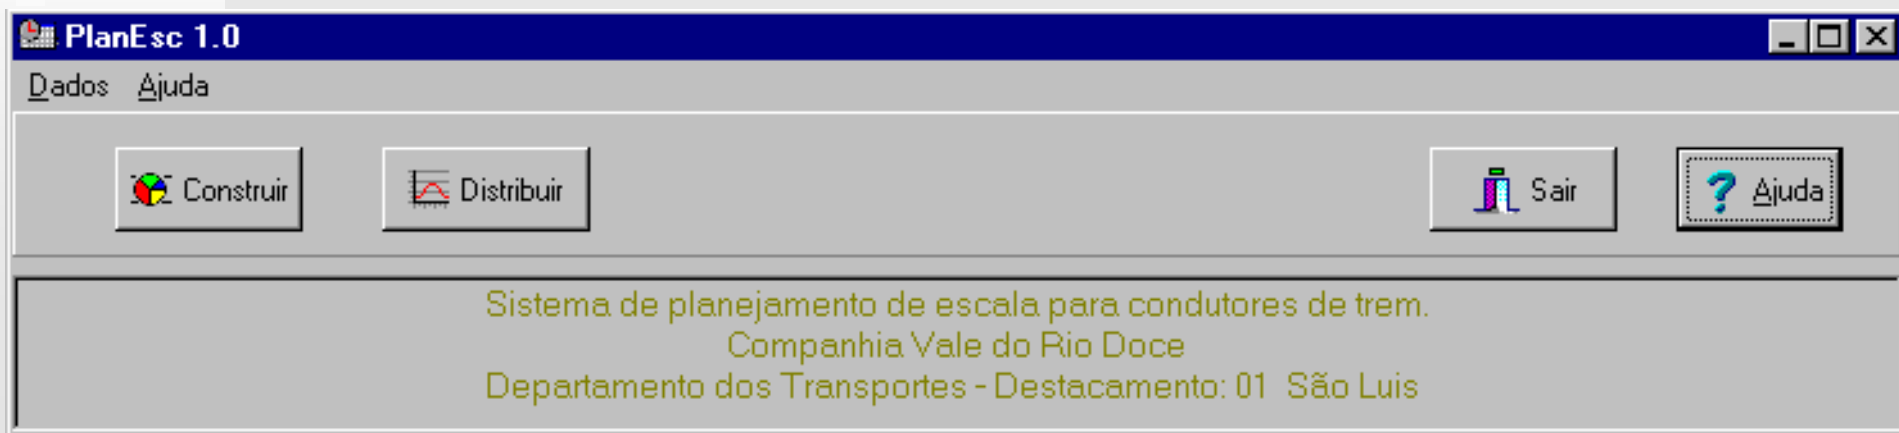 PlanEsc 1.0
Dados Ajuda
Construir Distribuir Sair Ajuda
Sistema de planejamento de escala para condutores de trem.
Companhia Vale do Rio Doce
Departamento dos Transportes - Destacamento: 01 São Luis